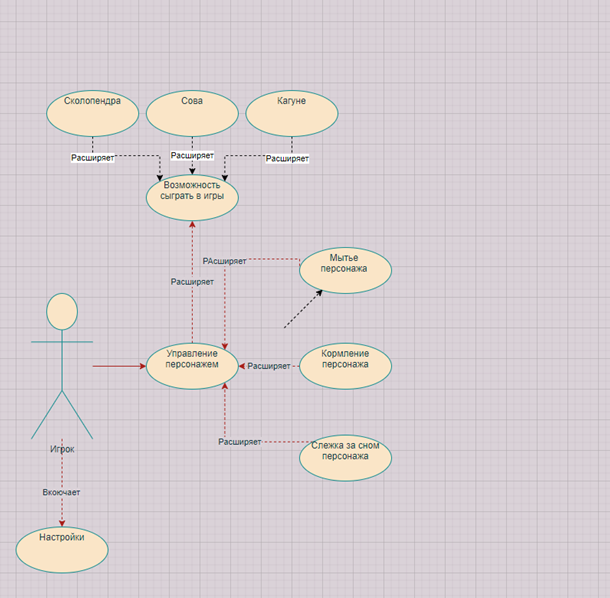 Сколопендра
Сова
Кагуне
Расширяет
Расширяет
Расширяет
Возможность
сыграть в игры
РАсширяет
Мытье
персонажа
Расширяет
Управление
персонажем
Расширяет
Кормление
персонажа
Расширяет
Слежка за сном
персонажа
Игрок
Вкоючает
Настройки